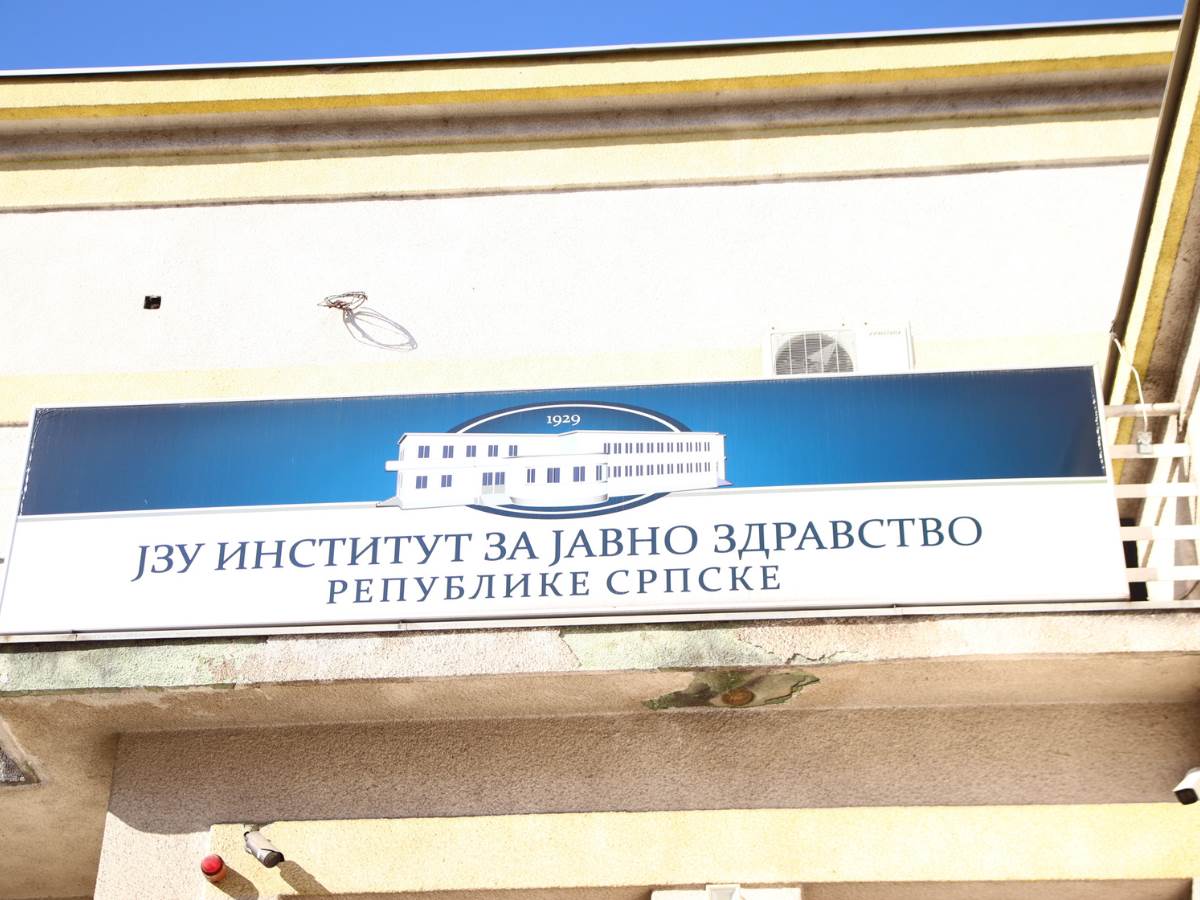 1929
ЈЗУ ИНСТИТУТ ЗА ЈАВНО ЗДРАВСТВО
РЕПУБЛИКЕ СРПСКЕ